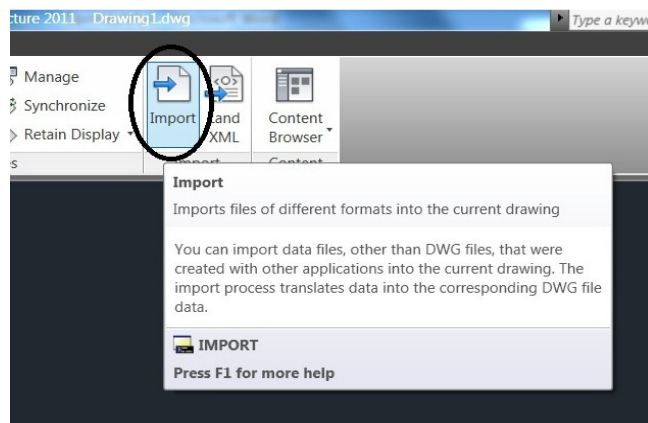 cture 2011 Drawing1.dwg
Type a keyw
Manage
Synchronize
Retain Display
Import
Land
XML
Content
Browser
s
Import
Content
Import
Imports files of different formats into the current drawing
You can import data files, other than DWG files, that were
created with other applications into the current drawing. The
import process translates data into the corresponding DWG file
data.
IMPORT
Press F1 for more help